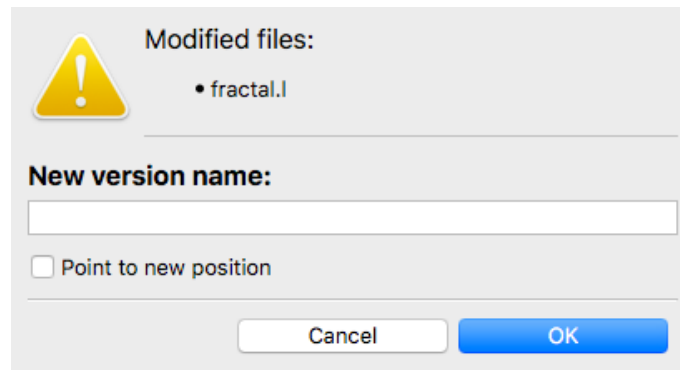 Modified files:
• fractal.l
New version name:
Point to new position
Cancel
OK